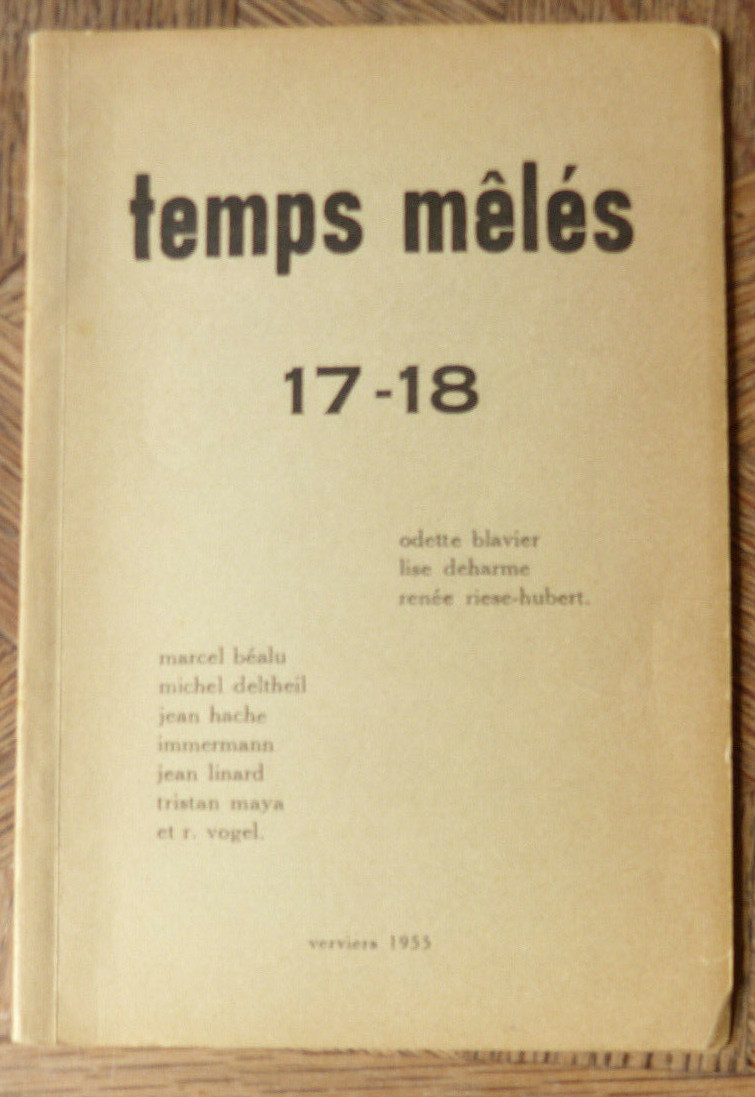 temps mêlés
17-18
odette blavier
lise deharme
renée riese-hubert.
marcel béalu
michel deltheil
jean hache
immermann
jean linard
tristan maya
et r. vogel.
verviers 1955